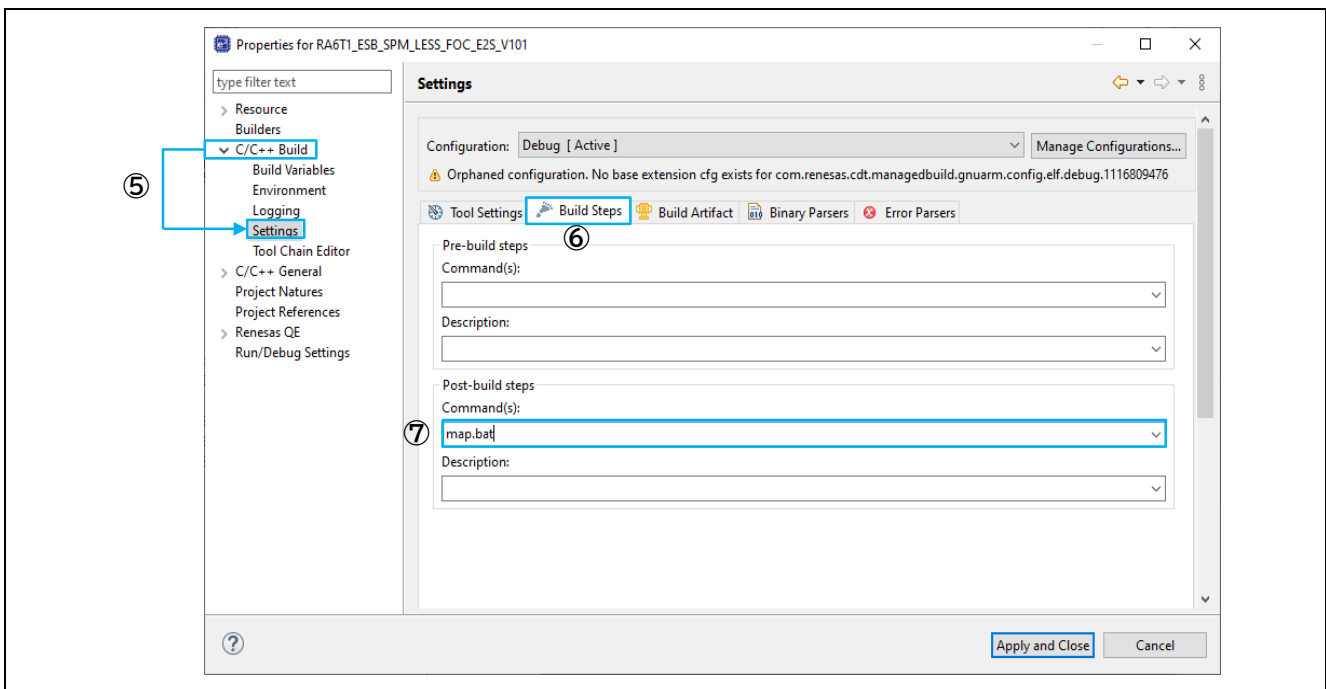 Properties for RA6T1_ESB_SPM_LESS_FOC_E2S_V101
type filter text
Settings
Resource
Builders
C/C++ Build
Build Variables
Environment
Logging
Settings
Tool Chain Editor
C/C++ General
Project Natures
Project References
Renesas QE
Run/Debug Settings
⑤
Configuration: Debug [ Active ] Manage Configurations...
Orphaned configuration. No base extension cfg exists for com.renesas.cdt.managedbuild.gnuarm.config.elf.debug.1116809476
Tool Settings Build Steps Build Artifact Binary Parsers Error Parsers
⑥
Pre-build steps
Command(s):
Description:
Post-build steps
Command(s):
⑦ map.bat
Description:
? Apply and Close Cancel